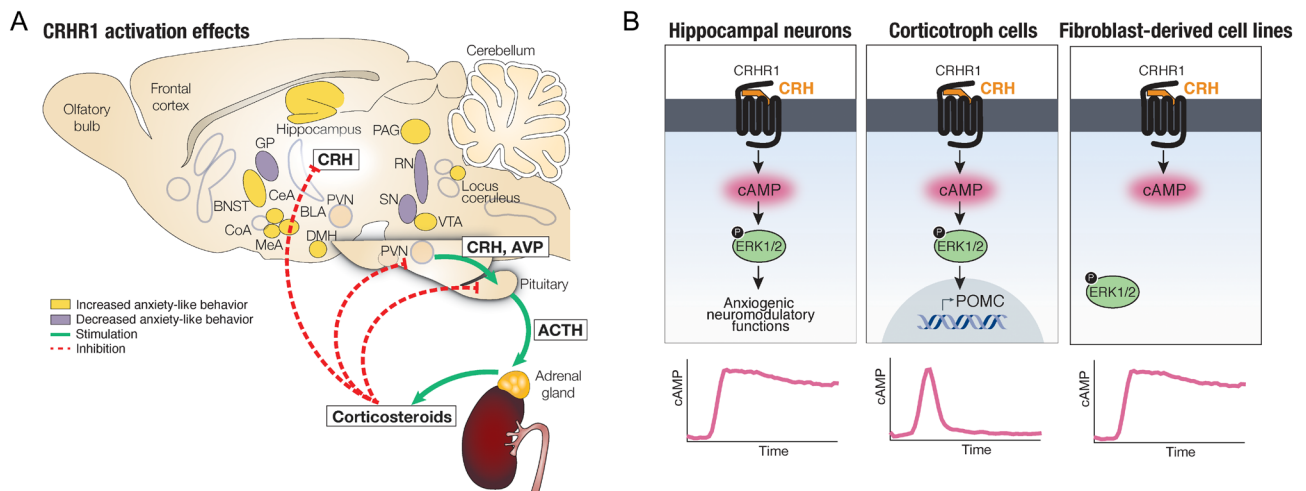 A
CRHR1 activation effects
Olfatory
bulb
Frontal
cortex
Cerebellum
Hippocampus
PAG
GP
CRH
RN
CeA
BNST
PVN
BLA
SN
Locus
coeruleus
CoA
VTA
MeA
DMH
PVN
CRH, AVP
Pituitary
Increased anxiety-like behavior
Decreased anxiety-like behavior
Stimulation
Inhibition
ACTH
Adrenal
gland
Corticosteroids
B
Hippocampal neurons
CRHR1
CRH
cAMP
P
ERK1/2
Anxiogenic
neuromodulatory
functions
cAMP
Time
Corticotroph cells
CRHR1
CRH
cAMP
P
ERK1/2
POMC
cAMP
Time
Fibroblast-derived cell lines
CRHR1
CRH
cAMP
P
ERK1/2
cAMP
Time